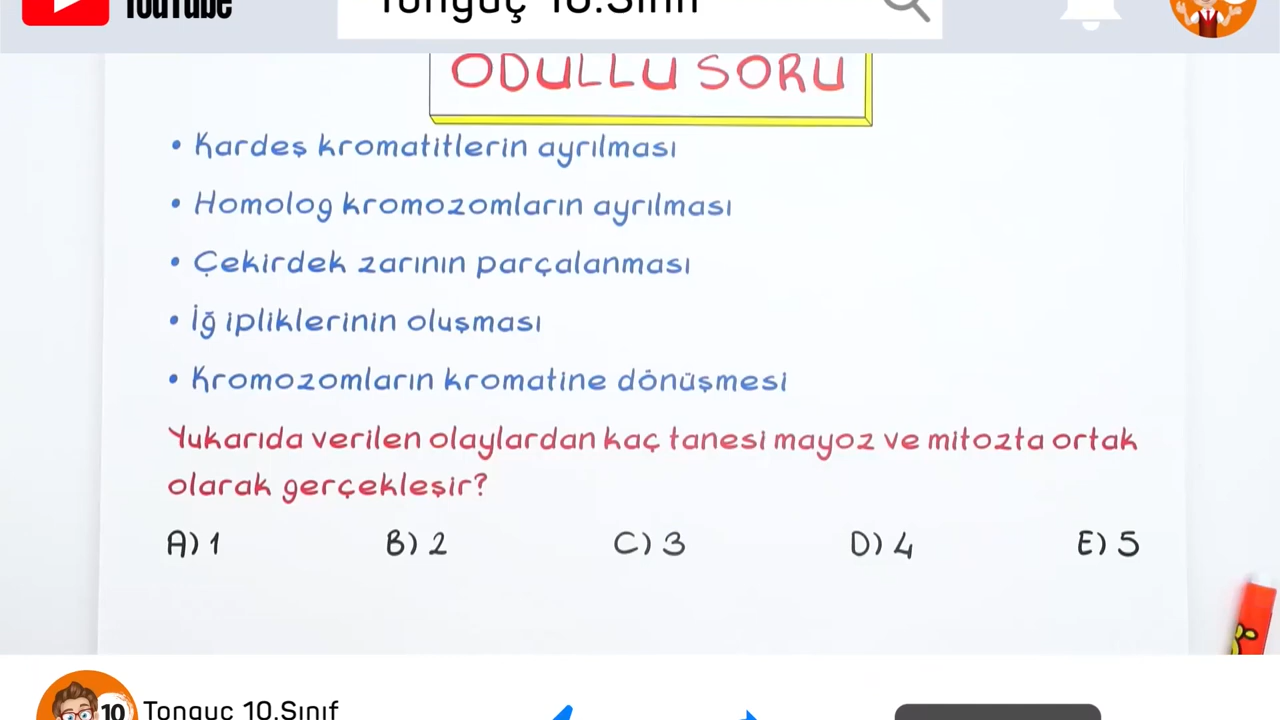 YouTube
Tonguç 10.Sınıf
ÖDÜLLÜ SORU
• Kardeş kromatitlerin ayrılması
• Homolog kromozomların ayrılması
• Çekirdek zarının parçalanması
• İğ ipliklerinin oluşması
• Kromozomların kromatine dönüşmesi
Yukarıda verilen olaylardan kaç tanesi mayoz ve mitozta ortak
olarak gerçekleşir?
A) 1 B) 2 C) 3 D) 4 E) 5
10
Tonguç 10.Sınıf